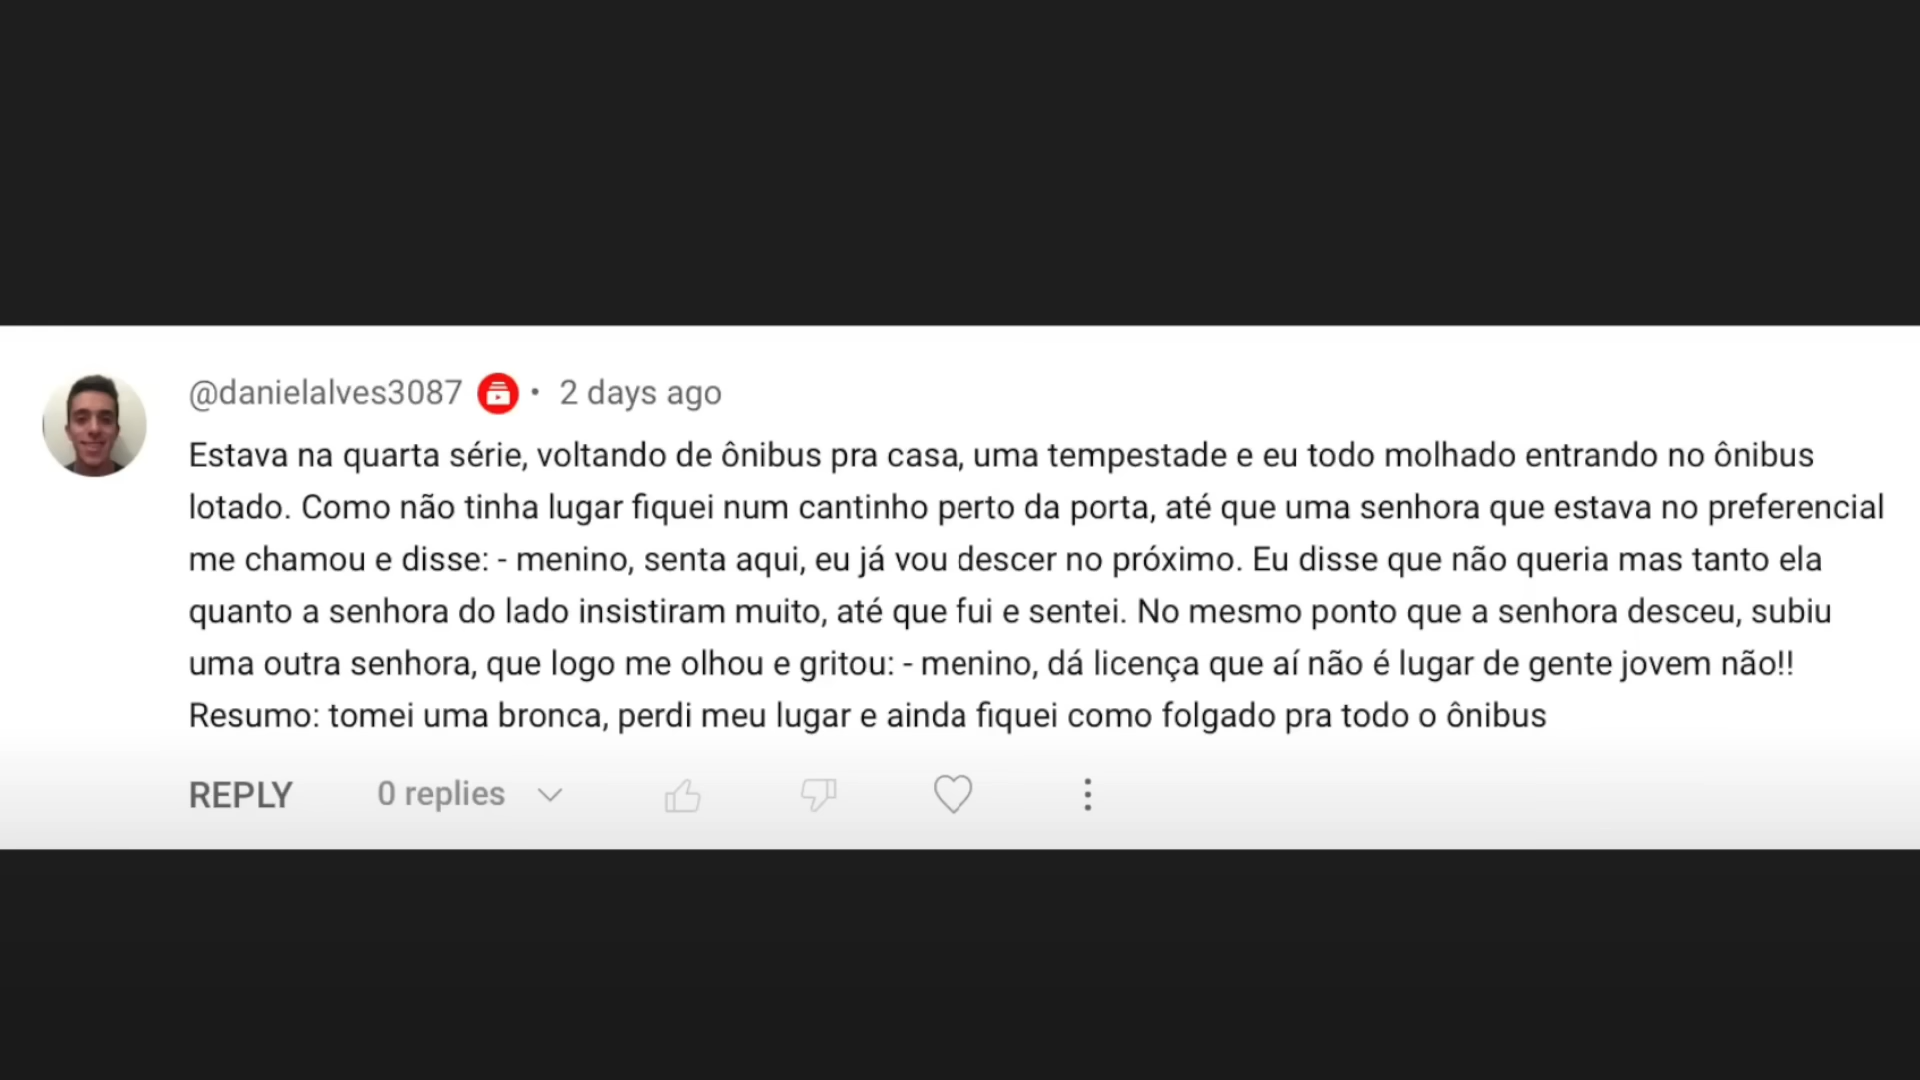 @danielalves3087 • 2 days ago
Estava na quarta série, voltando de ônibus pra casa, uma tempestade e eu todo molhado entrando no ônibus
lotado. Como não tinha lugar fiquei num cantinho perto da porta, até que uma senhora que estava no preferencial
me chamou e disse: - menino, senta aqui, eu já vou descer no próximo. Eu disse que não queria mas tanto ela
quanto a senhora do lado insistiram muito, até que fui e sentei. No mesmo ponto que a senhora desceu, subiu
uma outra senhora, que logo me olhou e gritou: - menino, dá licença que aí não é lugar de gente jovem não!!
Resumo: tomei uma bronca, perdi meu lugar e ainda fiquei como folgado pra todo o ônibus
REPLY 0 replies